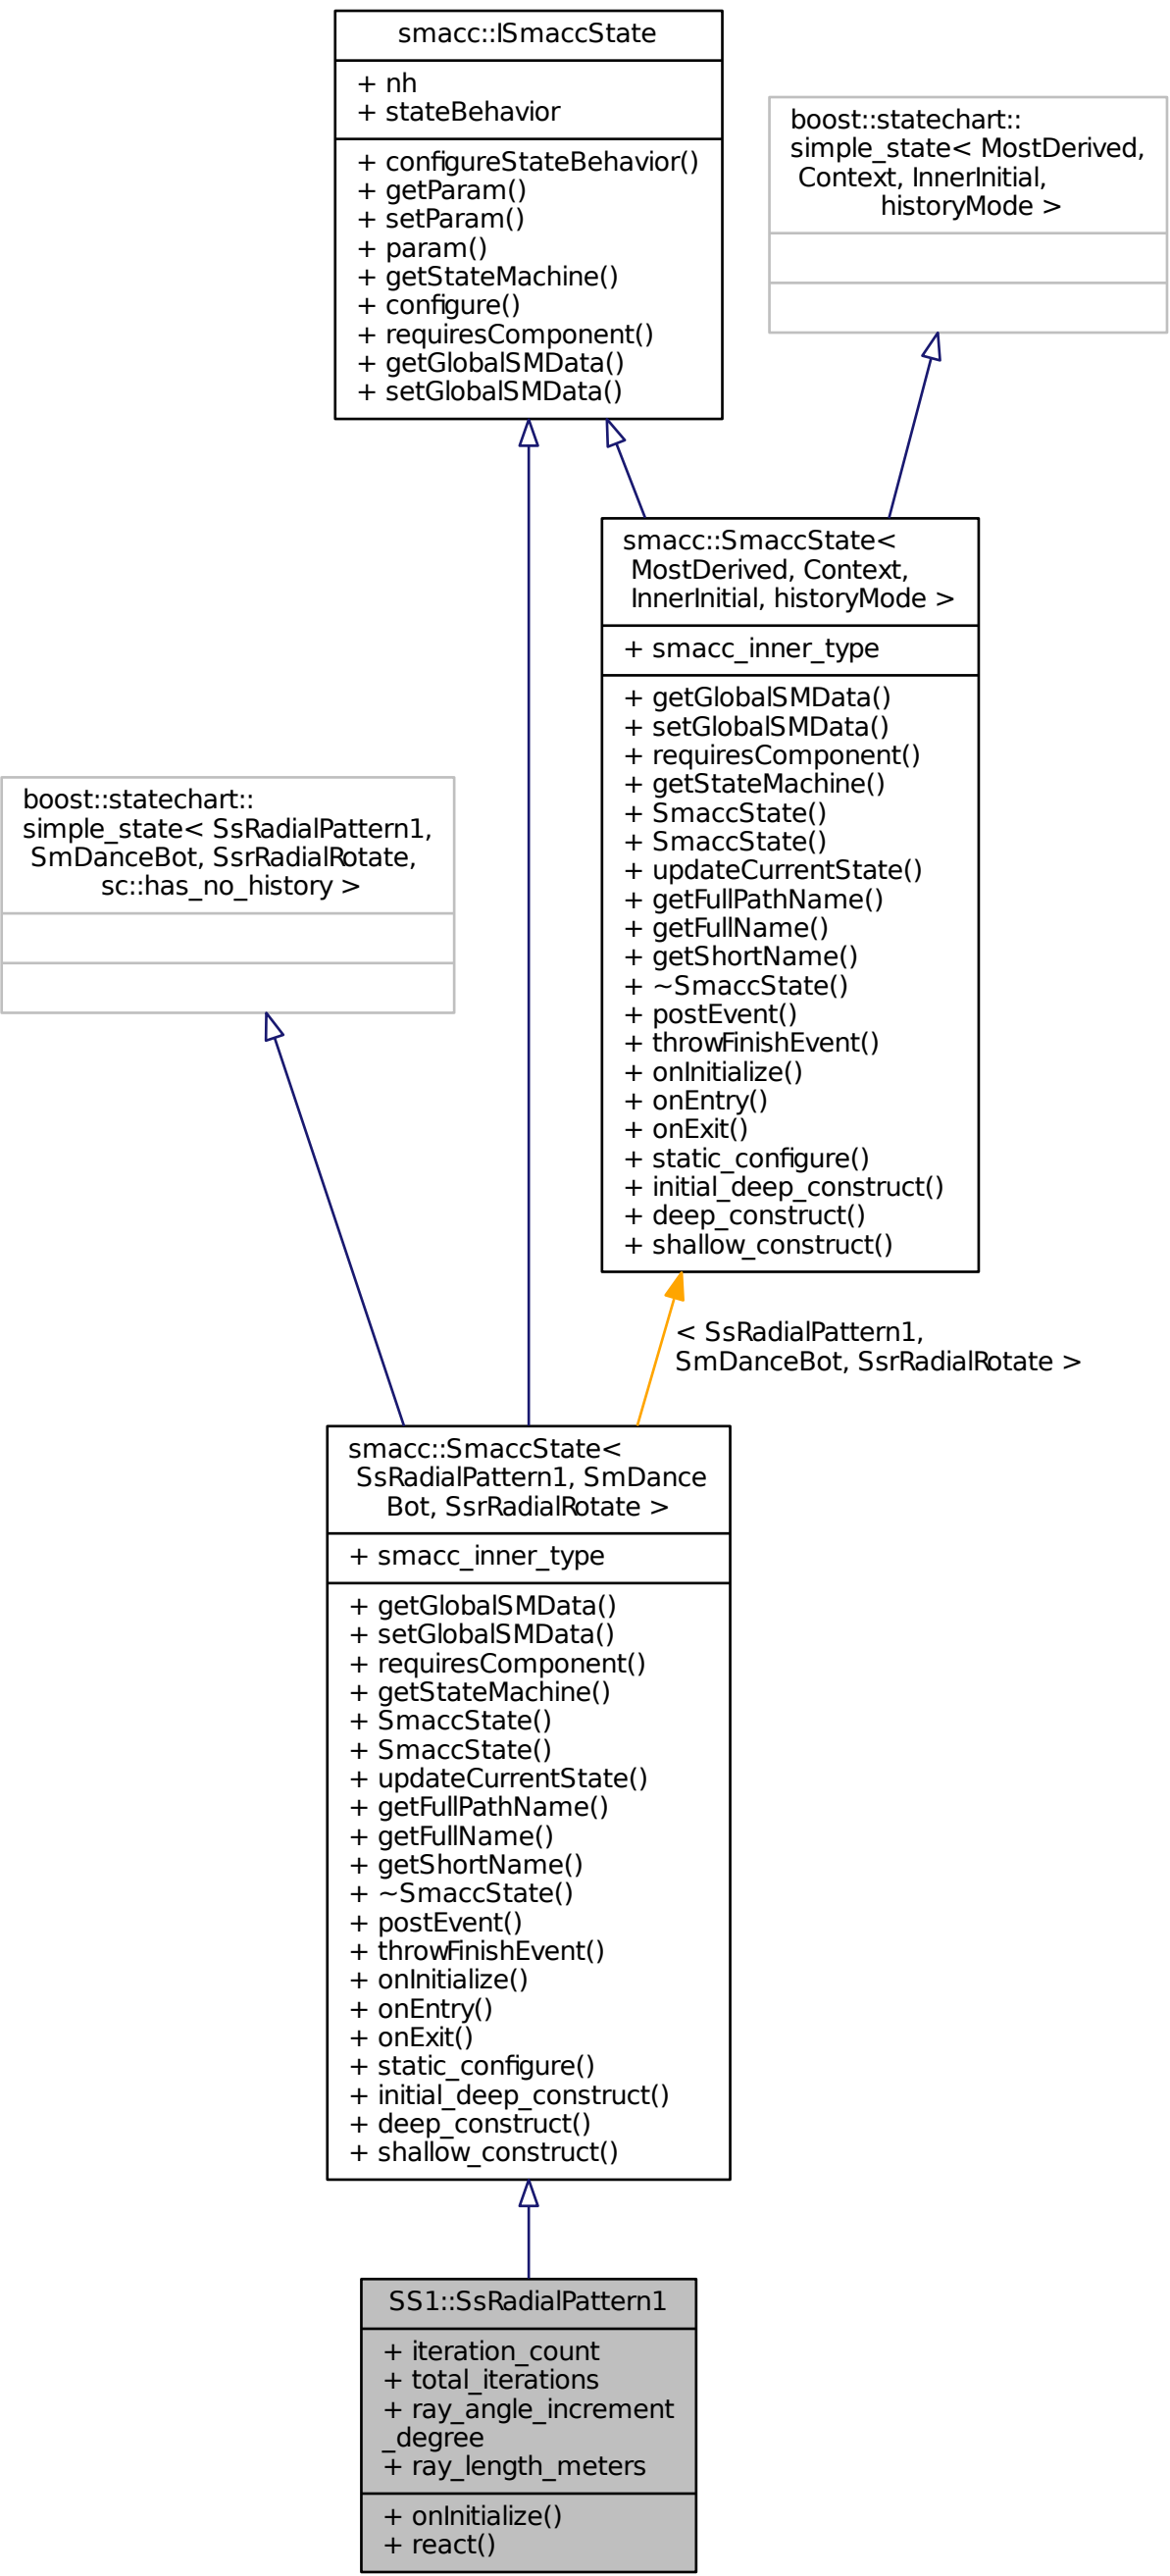 smacc::ISmaccState
+ nh
+ stateBehavior
+ configureStateBehavior()
+ getParam()
+ setParam()
+ param()
+ getStateMachine()
+ configure()
+ requiresComponent()
+ getGlobalSMData()
+ setGlobalSMData()
boost::statechart::
simple_state< MostDerived,
Context, InnerInitial,
historyMode >
smacc::SmaccState<
MostDerived, Context,
InnerInitial, historyMode >
+ smacc_inner_type
+ getGlobalSMData()
+ setGlobalSMData()
+ requiresComponent()
+ getStateMachine()
+ SmaccState()
+ SmaccState()
+ updateCurrentState()
+ getFullPathName()
+ getFullName()
+ getShortName()
+ ~SmaccState()
+ postEvent()
+ throwFinishEvent()
+ onInitialize()
+ onEntry()
+ onExit()
+ static_configure()
+ initial_deep_construct()
+ deep_construct()
+ shallow_construct()
boost::statechart::
simple_state< SsRadialPattern1,
SmDanceBot, SsrRadialRotate,
sc::has_no_history >
< SsRadialPattern1,
SmDanceBot, SsrRadialRotate >
smacc::SmaccState<
SsRadialPattern1, SmDance
Bot, SsrRadialRotate >
+ smacc_inner_type
+ getGlobalSMData()
+ setGlobalSMData()
+ requiresComponent()
+ getStateMachine()
+ SmaccState()
+ SmaccState()
+ updateCurrentState()
+ getFullPathName()
+ getFullName()
+ getShortName()
+ ~SmaccState()
+ postEvent()
+ throwFinishEvent()
+ onInitialize()
+ onEntry()
+ onExit()
+ static_configure()
+ initial_deep_construct()
+ deep_construct()
+ shallow_construct()
SS1::SsRadialPattern1
+ iteration_count
+ total_iterations
+ ray_angle_increment
_degree
+ ray_length_meters
+ onInitialize()
+ react()